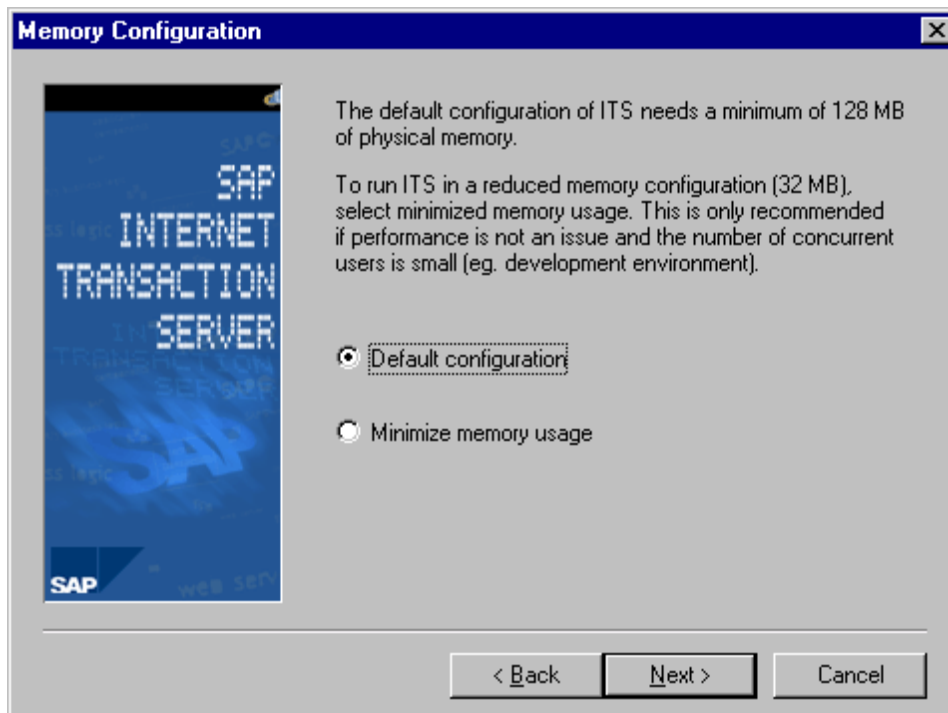 Memory Configuration
The default configuration of ITS needs a minimum of 128 MB
of physical memory.
To run ITS in a reduced memory configuration (32 MB),
select minimized memory usage. This is only recommended
if performance is not an issue and the number of concurrent
users is small (eg. development environment).
SAP
INTERNET
TRANSACTION
SERVER
SAP
SAP
Default configuration
Minimize memory usage
< Back
Next >
Cancel